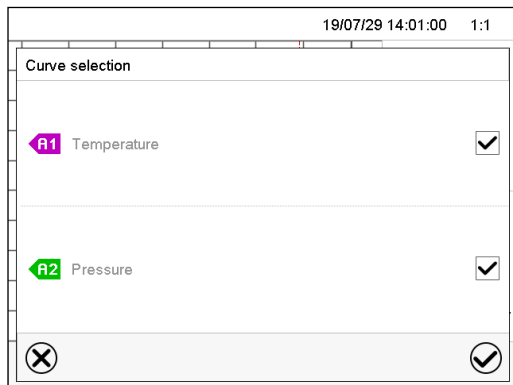 19/07/29 14:01:00 1:1
Curve selection
A1 Temperature
A2 Pressure